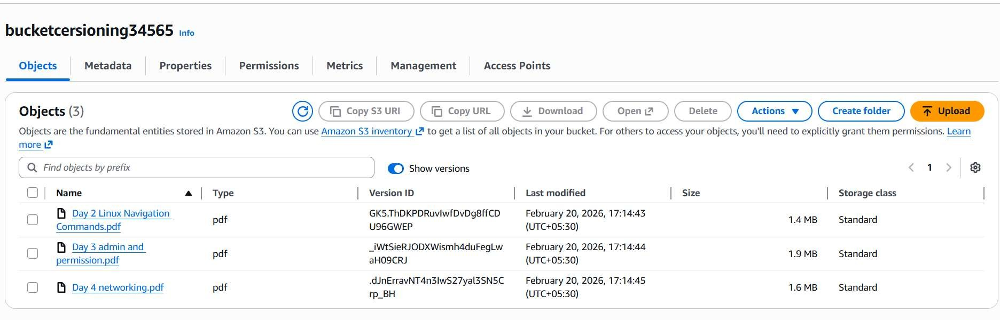 bucketcersioning34565 Info
Objects Metadata Properties Permissions Metrics Management Access Points
Objects (3) Copy S3 URI Copy URL Download Open Delete Actions Create folder Upload
Objects are the fundamental entities stored in Amazon S3. You can use Amazon S3 inventory to get a list of all objects in your bucket. For others to access your objects, you'll need to explicitly grant them permissions. Learn
more
Find objects by prefix Show versions 1
Name Type Version ID Last modified Size Storage class
Day 2 Linux Navigation
Commands.pdf
pdf
GK5.ThDKPDRuvIwfDvDg8ffCD
U96GWEP
February 20, 2026, 17:14:43
(UTC+05:30)
1.4 MB
Standard
Day 3 admin and
permission.pdf
pdf
_iWtSieRJODXWismh4duFegLw
aH09CRJ
February 20, 2026, 17:14:44
(UTC+05:30)
1.9 MB
Standard
Day 4 networking.pdf
pdf
.dJnErravNT4n3IwS27yal3SN5C
rp_BH
February 20, 2026, 17:14:45
(UTC+05:30)
1.6 MB
Standard